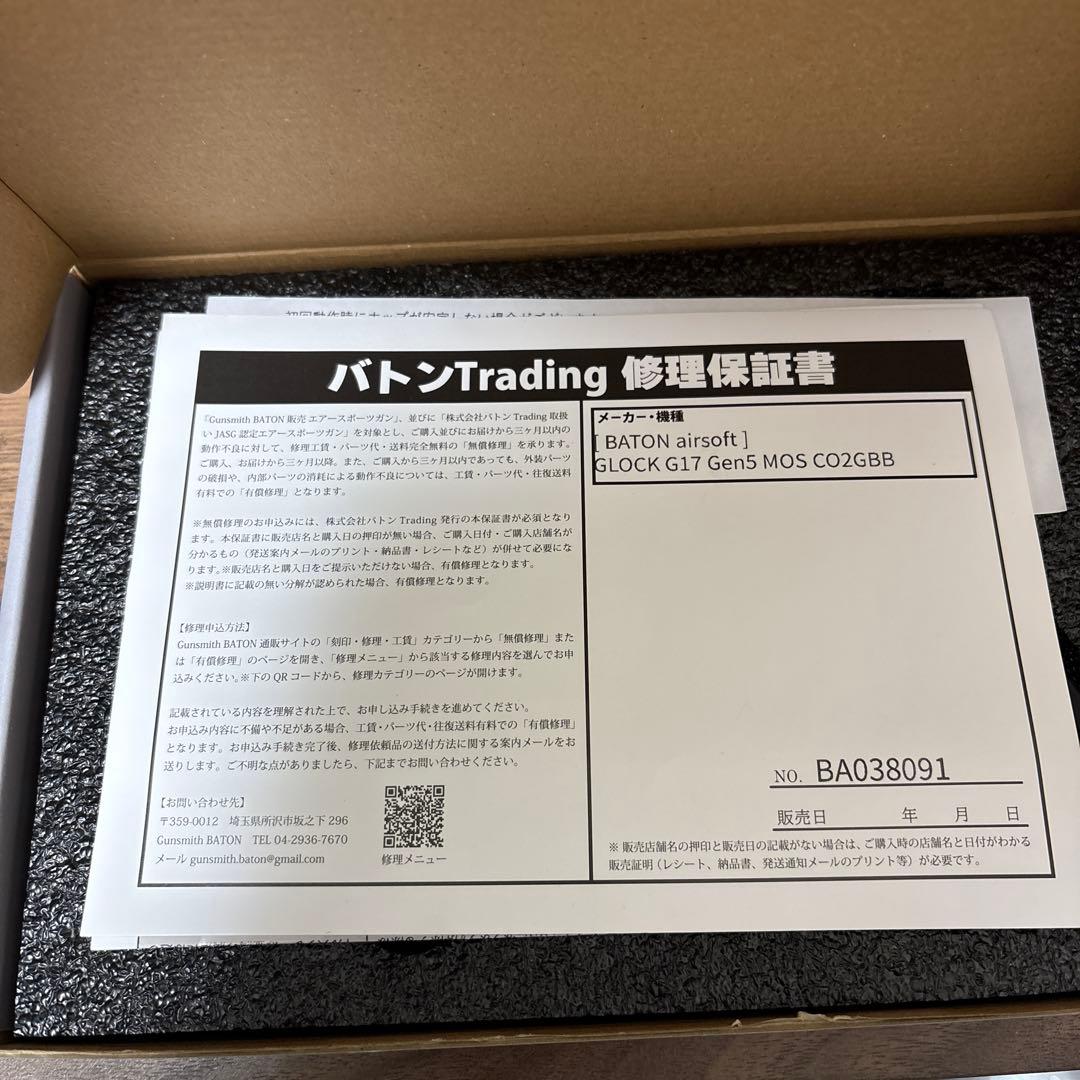 初回動作時にホップが安定しない場合がございます
バトンTrading 修理保証書
『Gunsmith BATON 販売 エアースポーツガン』、並びに「株式会社バトン Trading 取扱
い JASG 認定エアースポーツガン」を対象とし、ご購入並びにお届けから三ヶ月以内の
動作不良に対して、修理工賃・パーツ代・送料完全無料の「無償修理」を承ります。
ご購入、お届けから三ヶ月以降。また、ご購入から三ヶ月以内であっても、外装パーツ
の破損や、内部パーツの消耗による動作不良については、工賃・パーツ代・往復送料
有料での「有償修理」となります。
※無償修理のお申込みには、株式会社バトン Trading 発行の本保証書が必須となり
ます。本保証書に販売店名と購入日の押印が無い場合、ご購入日付・ご購入店舗名が
分かるもの（発送案内メールのプリント・納品書・レシートなど）が併せて必要にな
ります。※販売店名と購入日をご提示いただけない場合、有償修理となります。
※説明書に記載の無い分解が認められた場合、有償修理となります。
【修理申込方法】
Gunsmith BATON 通販サイトの「刻印・修理・工賃」カテゴリーから「無償修理」また
は「有償修理」のページを開き、「修理メニュー」から該当する修理内容を選んでお申
込みください。※下の QR コードから、修理カテゴリーのページが開けます。
記載されている内容を理解された上で、お申し込み手続きを進めてください。
お申込み内容に不備や不足がある場合、工賃・パーツ代・往復送料有料での「有償修理」
となります。お申込み手続き完了後、修理依頼品の送付方法に関する案内メールをお
送りします。ご不明な点がありましたら、下記までお問い合わせください。
【お問い合わせ先】
〒359-0012 埼玉県所沢市坂之下 296
Gunsmith BATON TEL 04-2936-7670
メール gunsmith.baton@gmail.com
修理メニュー
メーカー・機種
[ BATON airsoft ]
GLOCK G17 Gen5 MOS CO2GBB
NO. BA038091
販売日 年 月 日
※ 販売店舗名の押印と販売日の記載がない場合は、ご購入時の店舗名と日付がわかる
販売証明（レシート、納品書、発送通知メールのプリント等）が必要です。